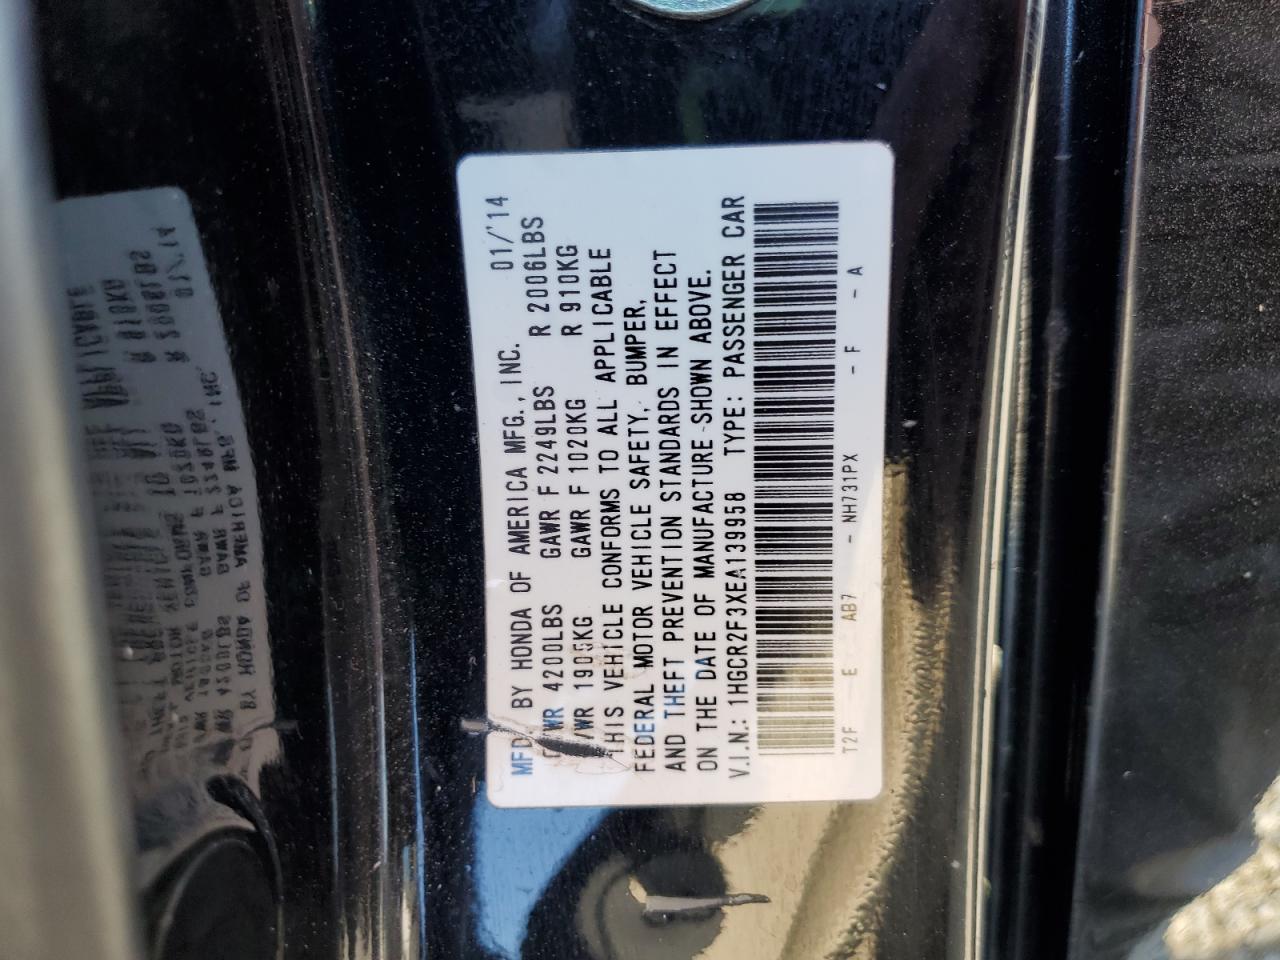 MFD. BY HONDA OF AMERICA MFG., INC. 01/'14
GVWR 4200LBS GAWR F 2249LBS R 2006LBS
GVWR 1905KG GAWR F 1020KG R 910KG
THIS VEHICLE CONFORMS TO ALL APPLICABLE
FEDERAL MOTOR VEHICLE SAFETY, BUMPER,
AND THEFT PREVENTION STANDARDS IN EFFECT
ON THE DATE OF MANUFACTURE SHOWN ABOVE.
V.I.N.: 1HGCR2F3XEA139958 TYPE: PASSENGER CAR
T2F E AB7 - NH731PX - F - A